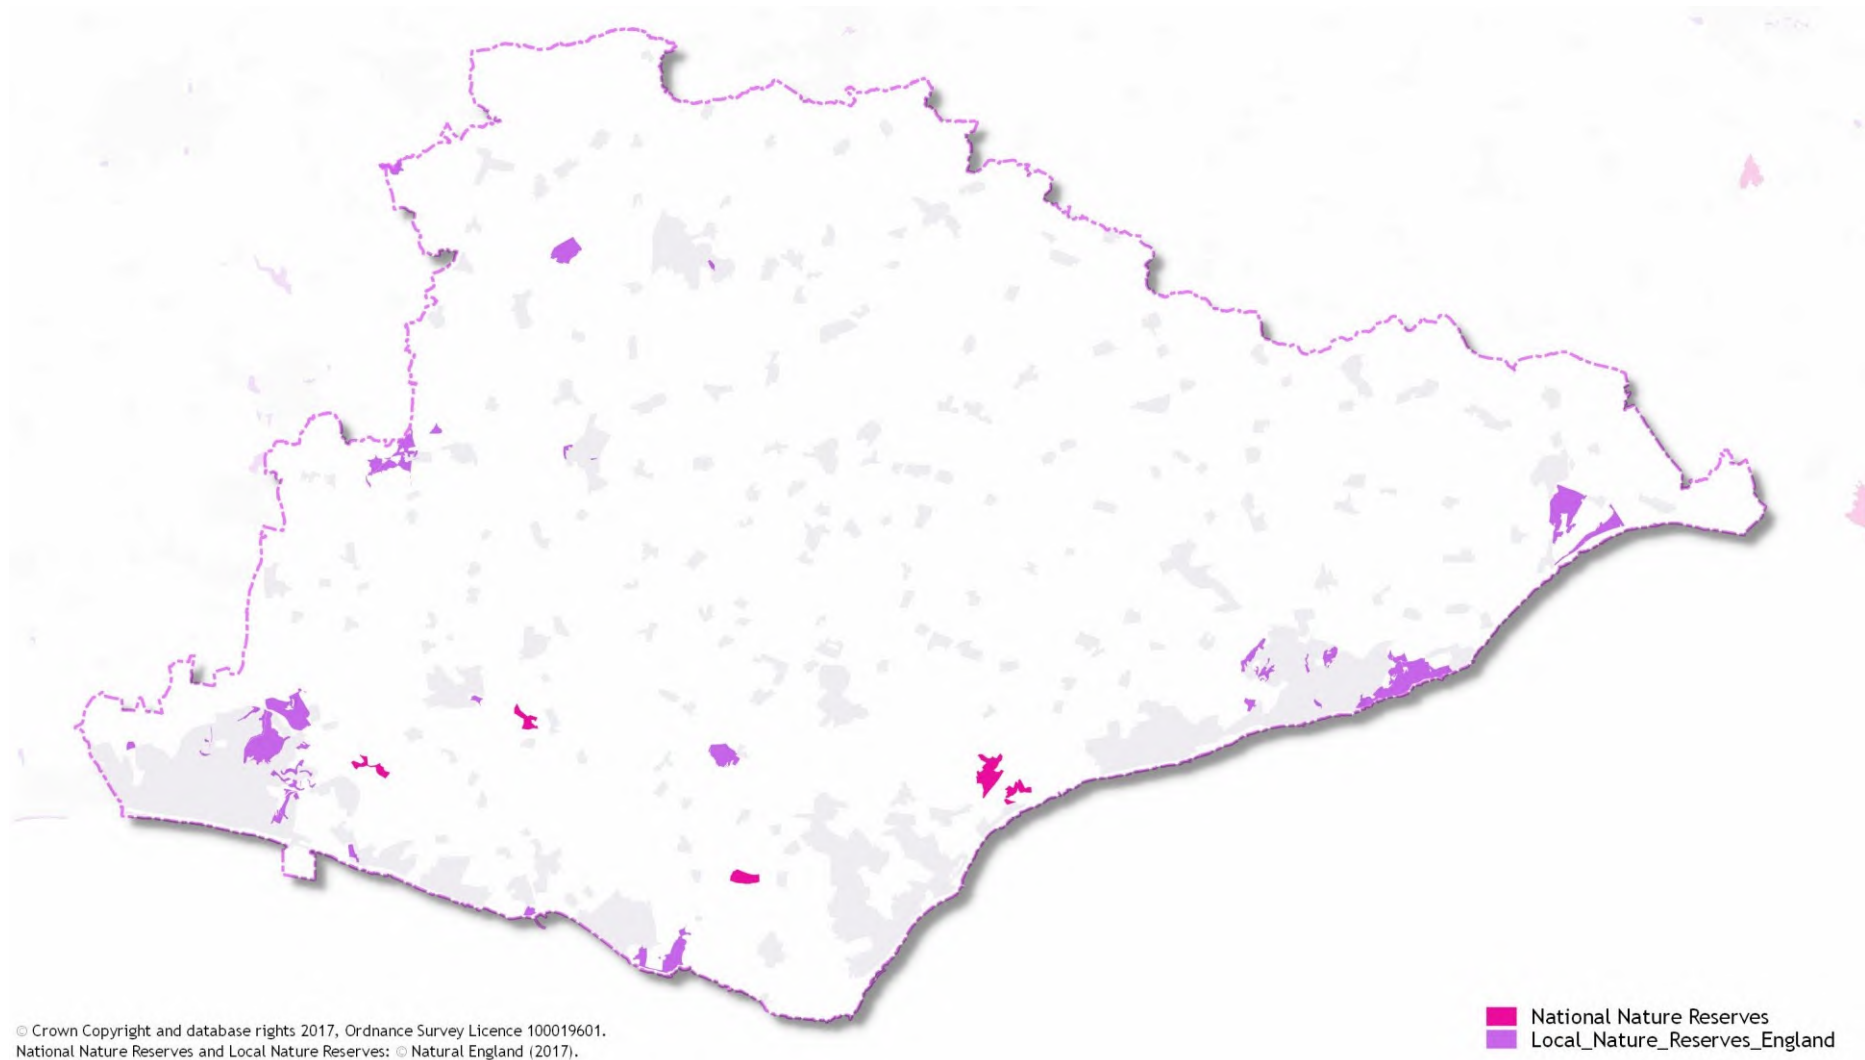 © Crown Copyright and database rights 2017, Ordnance Survey Licence 100019601.
National Nature Reserves and Local Nature Reserves: © Natural England (2017).
National Nature Reserves
Local_Nature_Reserves_England